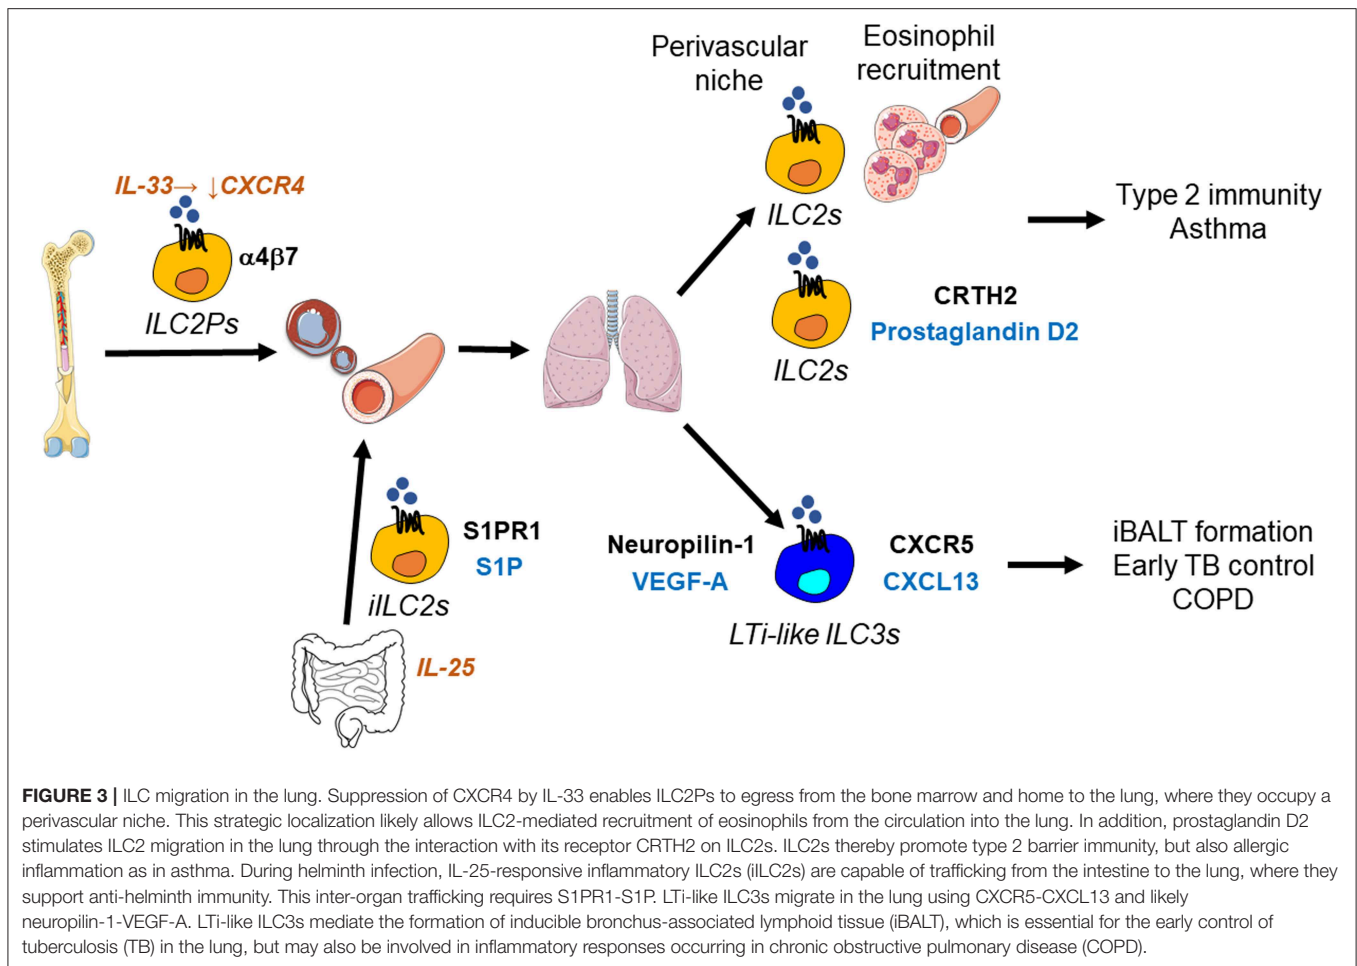 Perivascular
niche
Eosinophil
recruitment
IL-33→ ↓CXCR4
α4β7
ILC2Ps
ILC2s
Type 2 immunity
Asthma
CRTH2
Prostaglandin D2
ILC2s
S1PR1
S1P
iILC2s
IL-25
Neuropilin-1
VEGF-A
CXCR5
CXCL13
LTi-like ILC3s
iBALT formation
Early TB control
COPD
FIGURE 3 | ILC migration in the lung. Suppression of CXCR4 by IL-33 enables ILC2Ps to egress from the bone marrow and home to the lung, where they occupy a
perivascular niche. This strategic localization likely allows ILC2-mediated recruitment of eosinophils from the circulation into the lung. In addition, prostaglandin D2
stimulates ILC2 migration in the lung through the interaction with its receptor CRTH2 on ILC2s. ILC2s thereby promote type 2 barrier immunity, but also allergic
inflammation as in asthma. During helminth infection, IL-25-responsive inflammatory ILC2s (iILC2s) are capable of trafficking from the intestine to the lung, where they
support anti-helminth immunity. This inter-organ trafficking requires S1PR1-S1P. LTi-like ILC3s migrate in the lung using CXCR5-CXCL13 and likely
neuropilin-1-VEGF-A. LTi-like ILC3s mediate the formation of inducible bronchus-associated lymphoid tissue (iBALT), which is essential for the early control of
tuberculosis (TB) in the lung, but may also be involved in inflammatory responses occurring in chronic obstructive pulmonary disease (COPD).